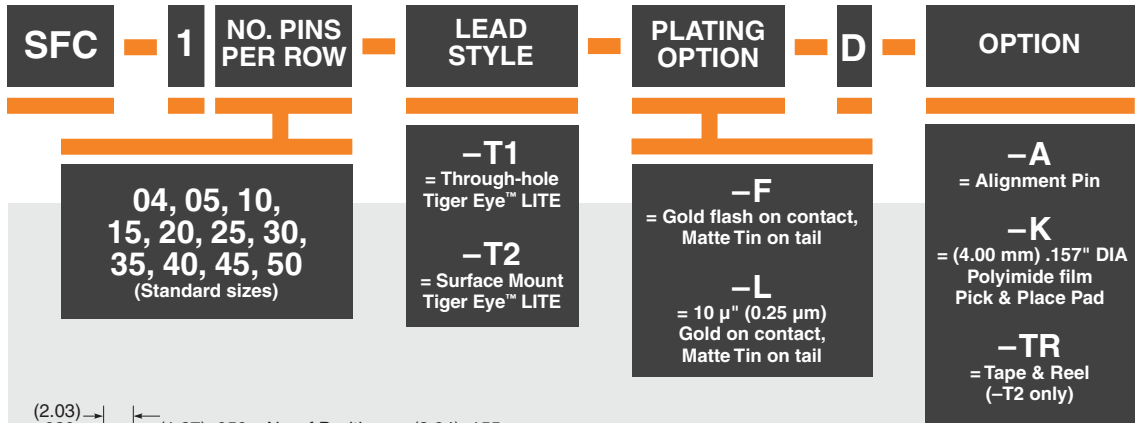 SFC
1
NO. PINS
PER ROW
LEAD
STYLE
PLATING
OPTION
D
OPTION
04, 05, 10,
15, 20, 25, 30,
35, 40, 45, 50
(Standard sizes)
–T1
= Through-hole
Tiger Eye™ LITE
–T2
= Surface Mount
Tiger Eye™ LITE
–F
= Gold flash on contact,
Matte Tin on tail
–L
= 10 µ" (0.25 µm)
Gold on contact,
Matte Tin on tail
–A
= Alignment Pin
–K
= (4.00 mm) .157" DIA
Polyimide film
Pick & Place Pad
–TR
= Tape & Reel
(–T2 only)
(2.03)